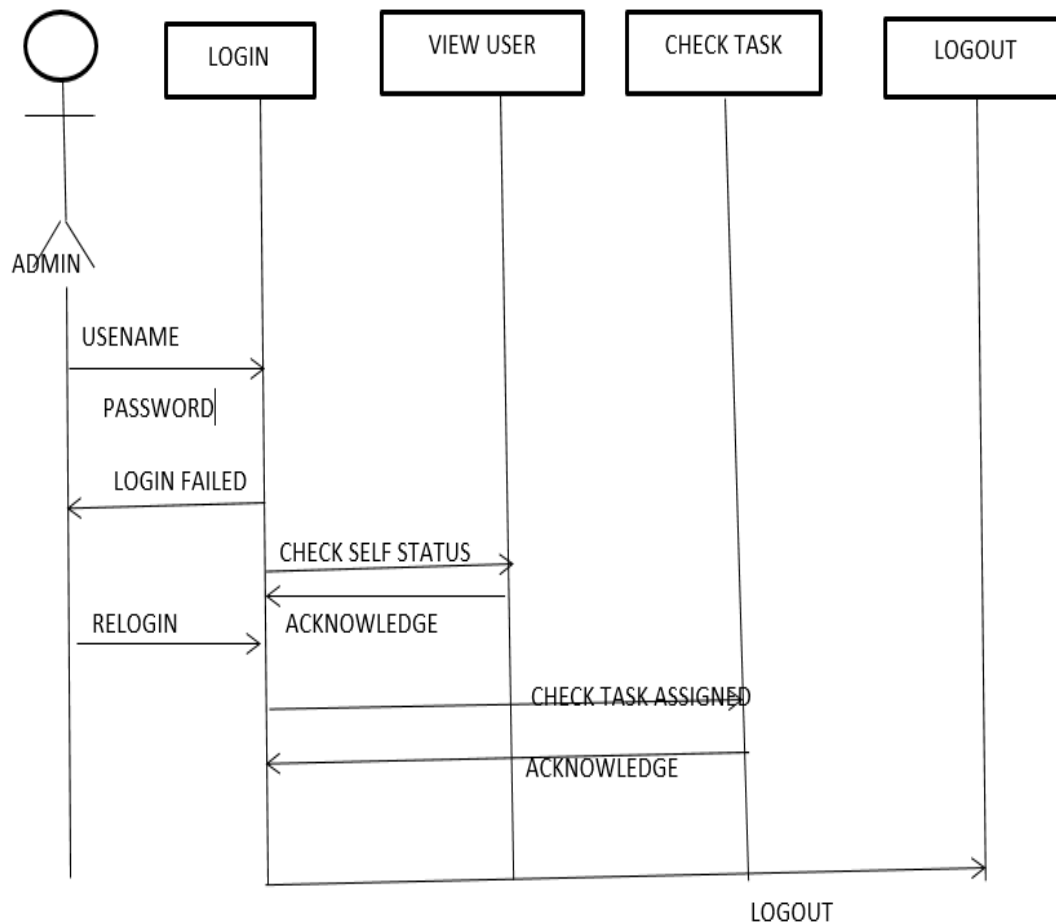 LOGIN
VIEW USER
CHECK TASK
LOGOUT
ADMIN
USENAME
PASSWORD
LOGIN FAILED
CHECK SELF STATUS
RELOGIN
ACKNOWLEDGE
CHECK TASK ASSIGNED
ACKNOWLEDGE
LOGOUT